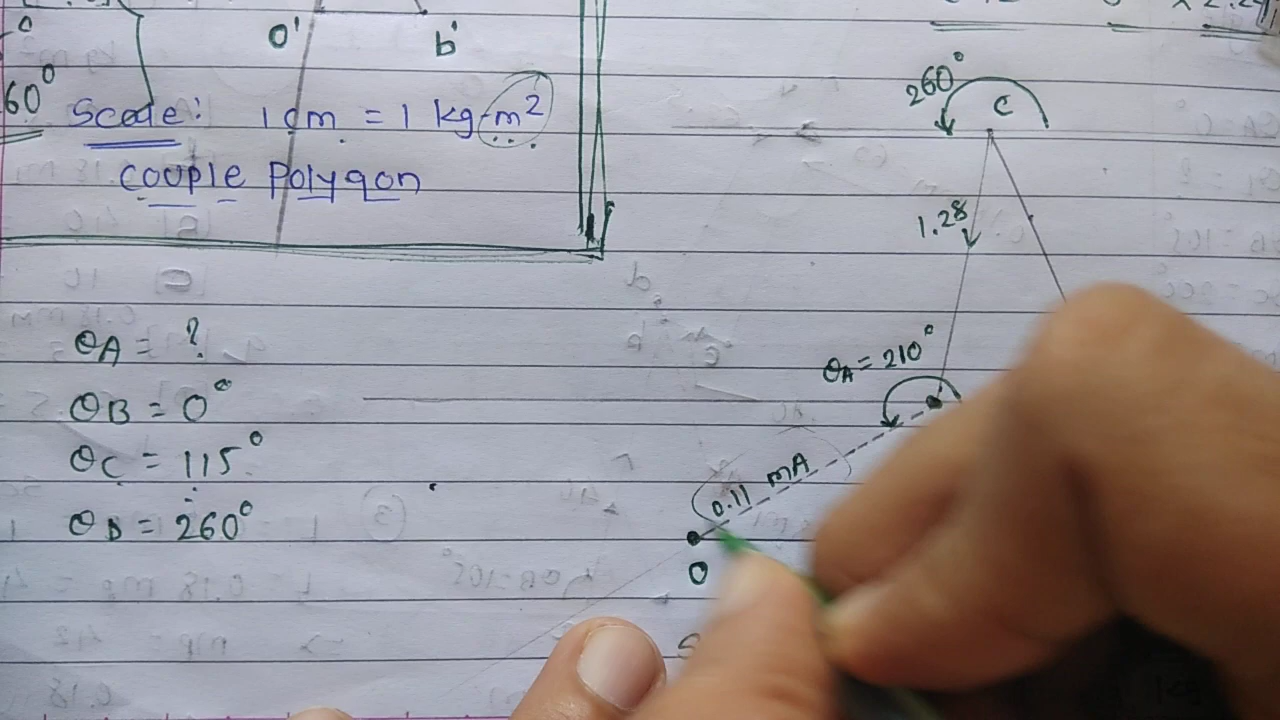 O' b'
60°
Scale: 1 cm = 1 kg-m²
couple Polygon
θA = ?
θB = 0°
θC = 115°
θD = 260°
260°
C
1.28
θA = 210°
0.11 mA
O